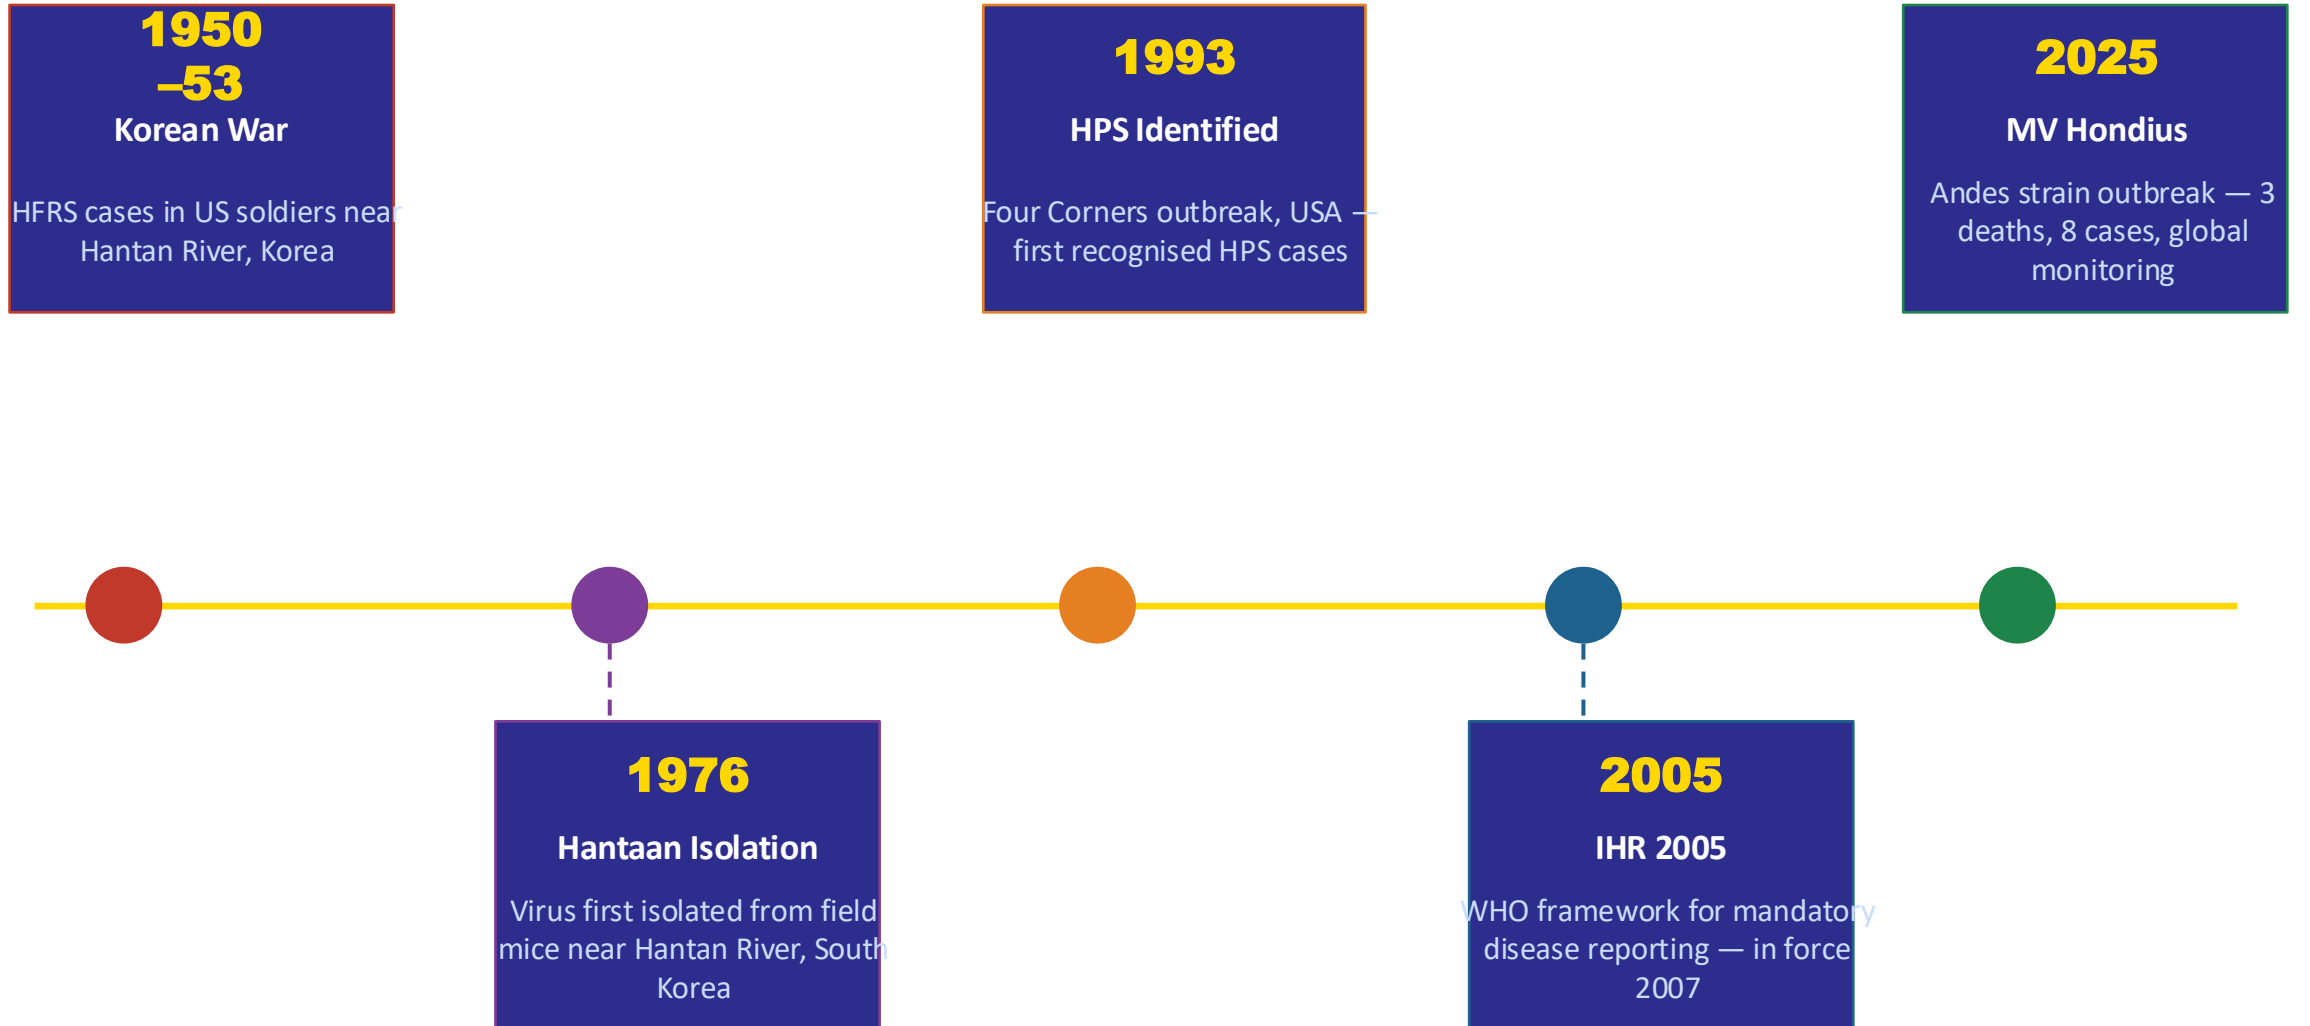 1950
–53
Korean War
HFRS cases in US soldiers near
Hantan River, Korea
1993
HPS Identified
Four Corners outbreak, USA —
first recognised HPS cases
2025
MV Hondius
Andes strain outbreak — 3
deaths, 8 cases, global
monitoring
1976
Hantaan Isolation
Virus first isolated from field
mice near Hantan River, South
Korea
2005
IHR 2005
WHO framework for mandatory
disease reporting — in force
2007